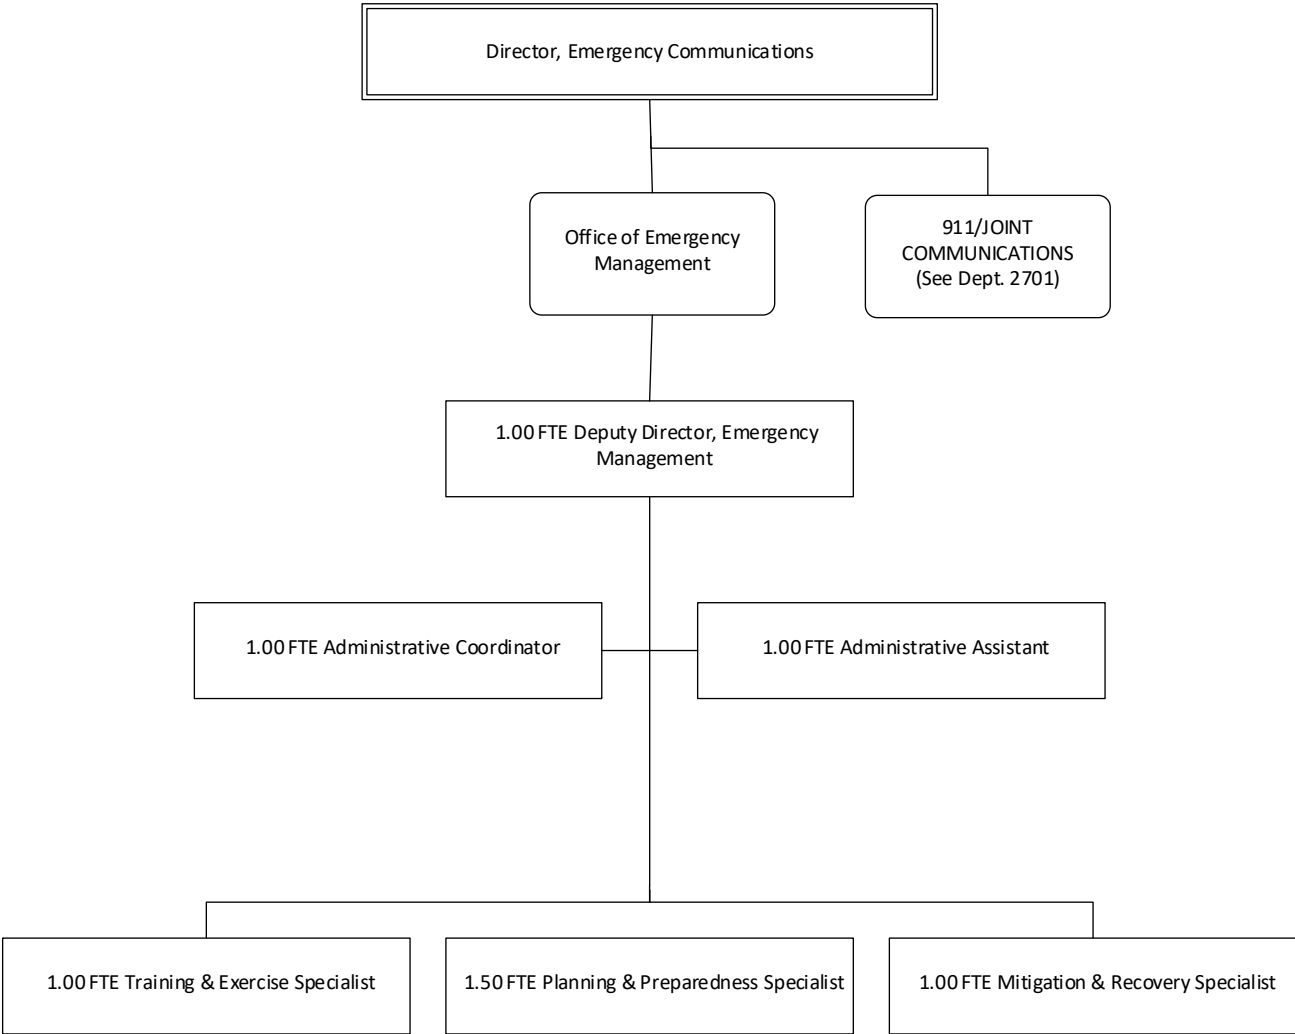 Director, Emergency Communications
Office of Emergency
Management
911/JOINT
COMMUNICATIONS
(See Dept. 2701)
1.00 FTE Deputy Director, Emergency
Management
1.00 FTE Administrative Coordinator
1.00 FTE Administrative Assistant
1.00 FTE Training & Exercise Specialist
1.50 FTE Planning & Preparedness Specialist
1.00 FTE Mitigation & Recovery Specialist